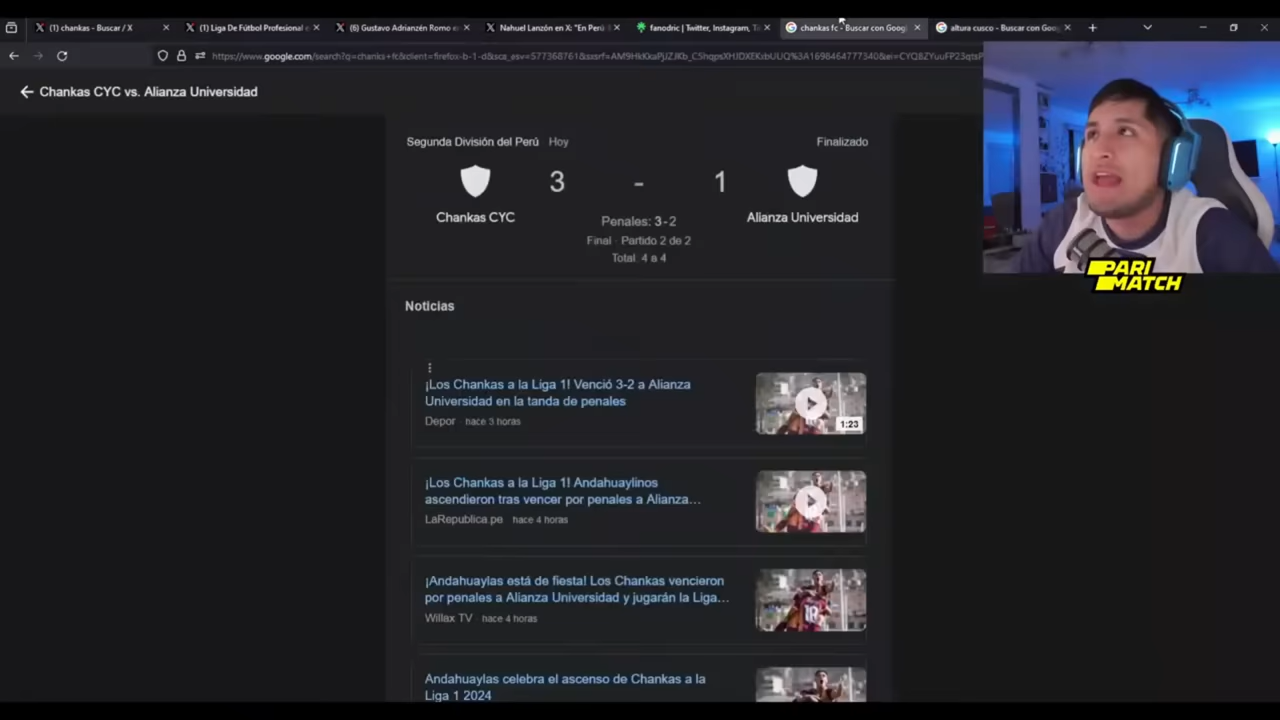 (1) chankas - Buscar / X
(1) Liga De Fútbol Profesional e
(6) Gustavo Adrianzén Romo en
Nahuel Lanzón en X: "En Perú
fanodric | Twitter, Instagram, T
chankas fc - Buscar con Goog
altura cusco - Buscar con Goog
Chankas CYC vs. Alianza Universidad
Segunda División del Perú Hoy
Finalizado
3 - 1
Chankas CYC
Alianza Universidad
Penales: 3-2
Final · Partido 2 de 2
Total: 4 a 4
Noticias
¡Los Chankas a la Liga 1! Venció 3-2 a Alianza
Universidad en la tanda de penales
Depor · hace 3 horas
1:23
¡Los Chankas a la Liga 1! Andahuaylinos
ascendieron tras vencer por penales a Alianza...
LaRepublica.pe · hace 4 horas
¡Andahuaylas está de fiesta! Los Chankas vencieron
por penales a Alianza Universidad y jugarán la Liga...
Willax TV · hace 4 horas
18
Andahuaylas celebra el ascenso de Chankas a la
Liga 1 2024
PARI
MATCH